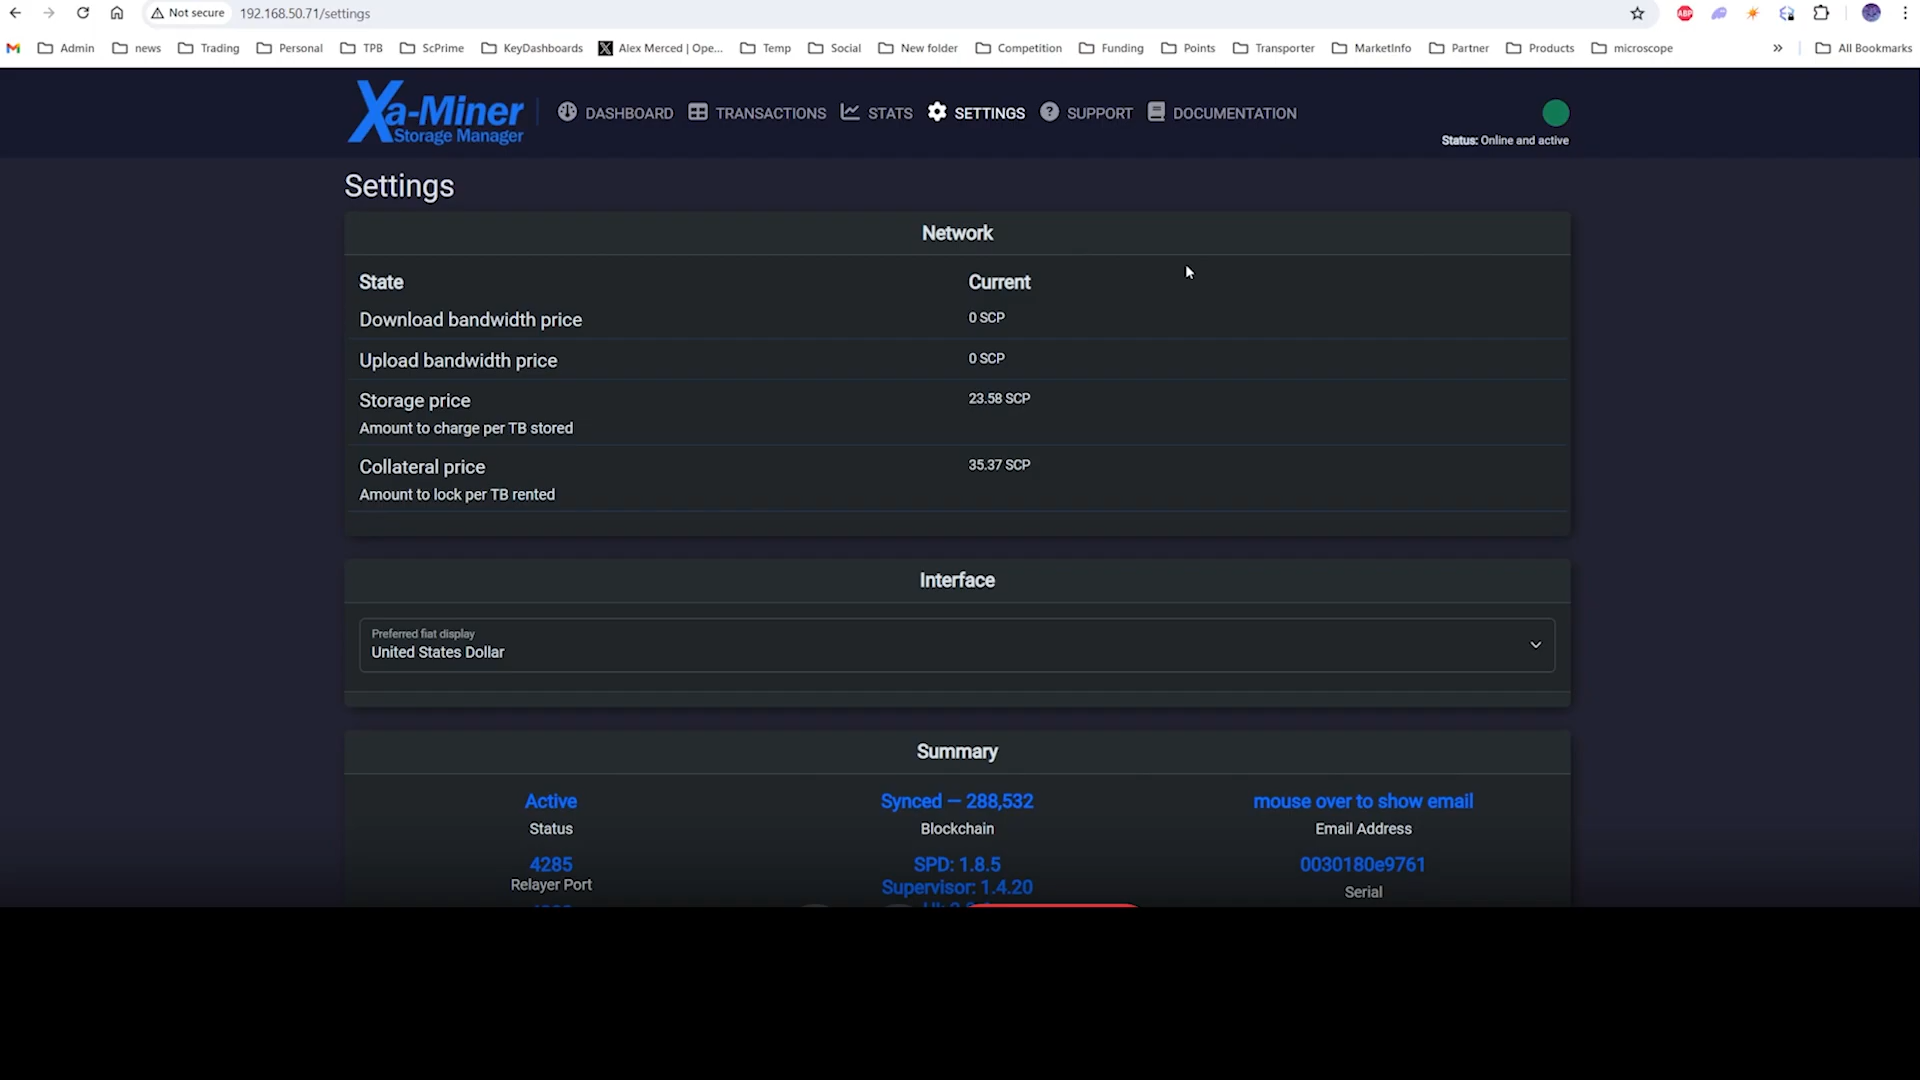 Not secure
192.168.50.71/settings
ABP
Admin
news
Trading
Personal
TPB
ScPrime
KeyDashboards
Alex Merced | Ope...
Temp
Social
New folder
Competition
Funding
Points
Transporter
MarketInfo
Partner
Products
microscope
»
All Bookmarks
Xa-Miner
Storage Manager
DASHBOARD
TRANSACTIONS
STATS
SETTINGS
SUPPORT
DOCUMENTATION
Status: Online and active
Settings
Network
State
Current
Download bandwidth price
0 SCP
Upload bandwidth price
0 SCP
Storage price
23.58 SCP
Amount to charge per TB stored
Collateral price
35.37 SCP
Amount to lock per TB rented
Interface
Preferred fiat display
United States Dollar
Summary
Active
Status
Synced — 288,532
Blockchain
mouse over to show email
Email Address
4285
Relayer Port
SPD: 1.8.5
Supervisor: 1.4.20
0030180e9761
Serial